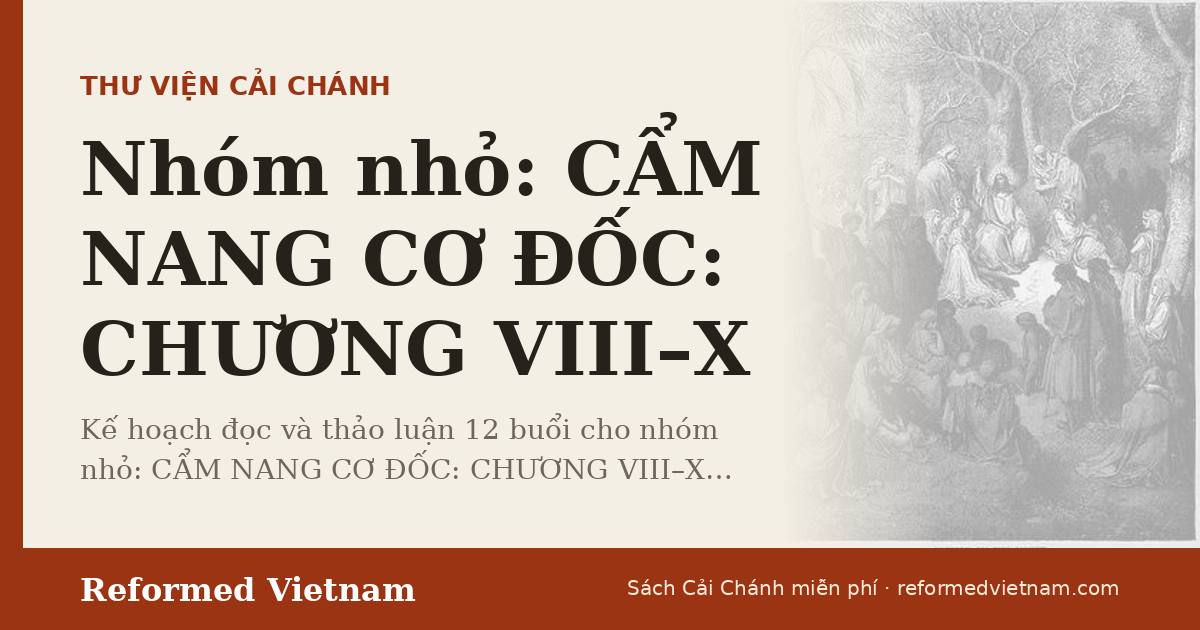 THƯ VIỆN CẢI CHÁNH
Nhóm nhỏ: CẨM
NANG CƠ ĐỐC:
CHƯƠNG VIII–X
Kế hoạch đọc và thảo luận 12 buổi cho nhóm
nhỏ: CẨM NANG CƠ ĐỐC: CHƯƠNG VIII–X...
Reformed Vietnam
Sách Cải Chánh miễn phí · reformedvietnam.com